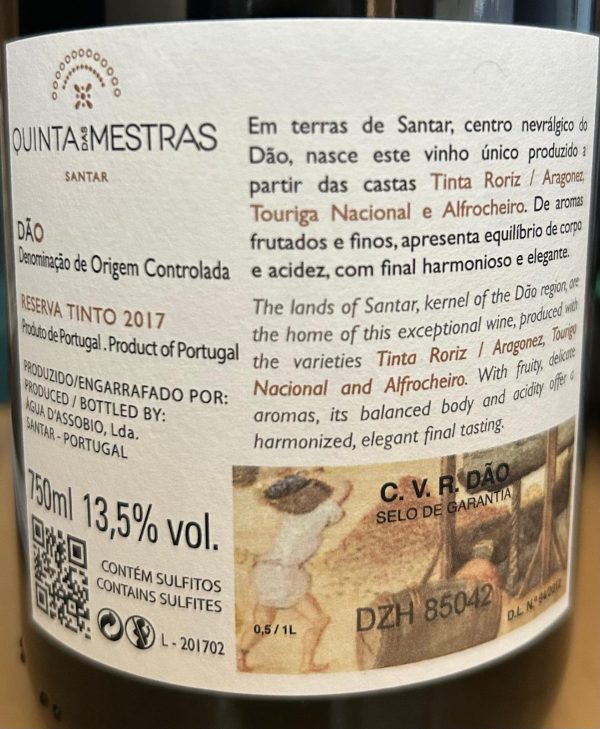 QUINTA DAS MESTRAS
SANTAR
DÃO
Denominação de Origem Controlada
RESERVA TINTO 2017
Produto de Portugal . Product of Portugal
PRODUZIDO/ENGARRAFADO POR:
PRODUCED / BOTTLED BY:
ÁGUA D'ASSOBIO, Lda.
SANTAR - PORTUGAL
750ml 13,5% vol.
CONTÉM SULFITOS
CONTAINS SULFITES
L - 201702
Em terras de Santar, centro nevrálgico do
Dão, nasce este vinho único produzido a
partir das castas Tinta Roriz / Aragonez,
Touriga Nacional e Alfrocheiro. De aromas
frutados e finos, apresenta equilíbrio de corpo
e acidez, com final harmonioso e elegante.
The lands of Santar, kernel of the Dão region, are
the home of this exceptional wine, produced with
the varieties Tinta Roriz / Aragonez, Touriga
Nacional and Alfrocheiro. With fruity, delicate
aromas, its balanced body and acidity offer a
harmonized, elegant final tasting.
C. V. R. DÃO
SELO DE GARANTIA
0,5 / 1L
DZH 85042
D.L. N.º